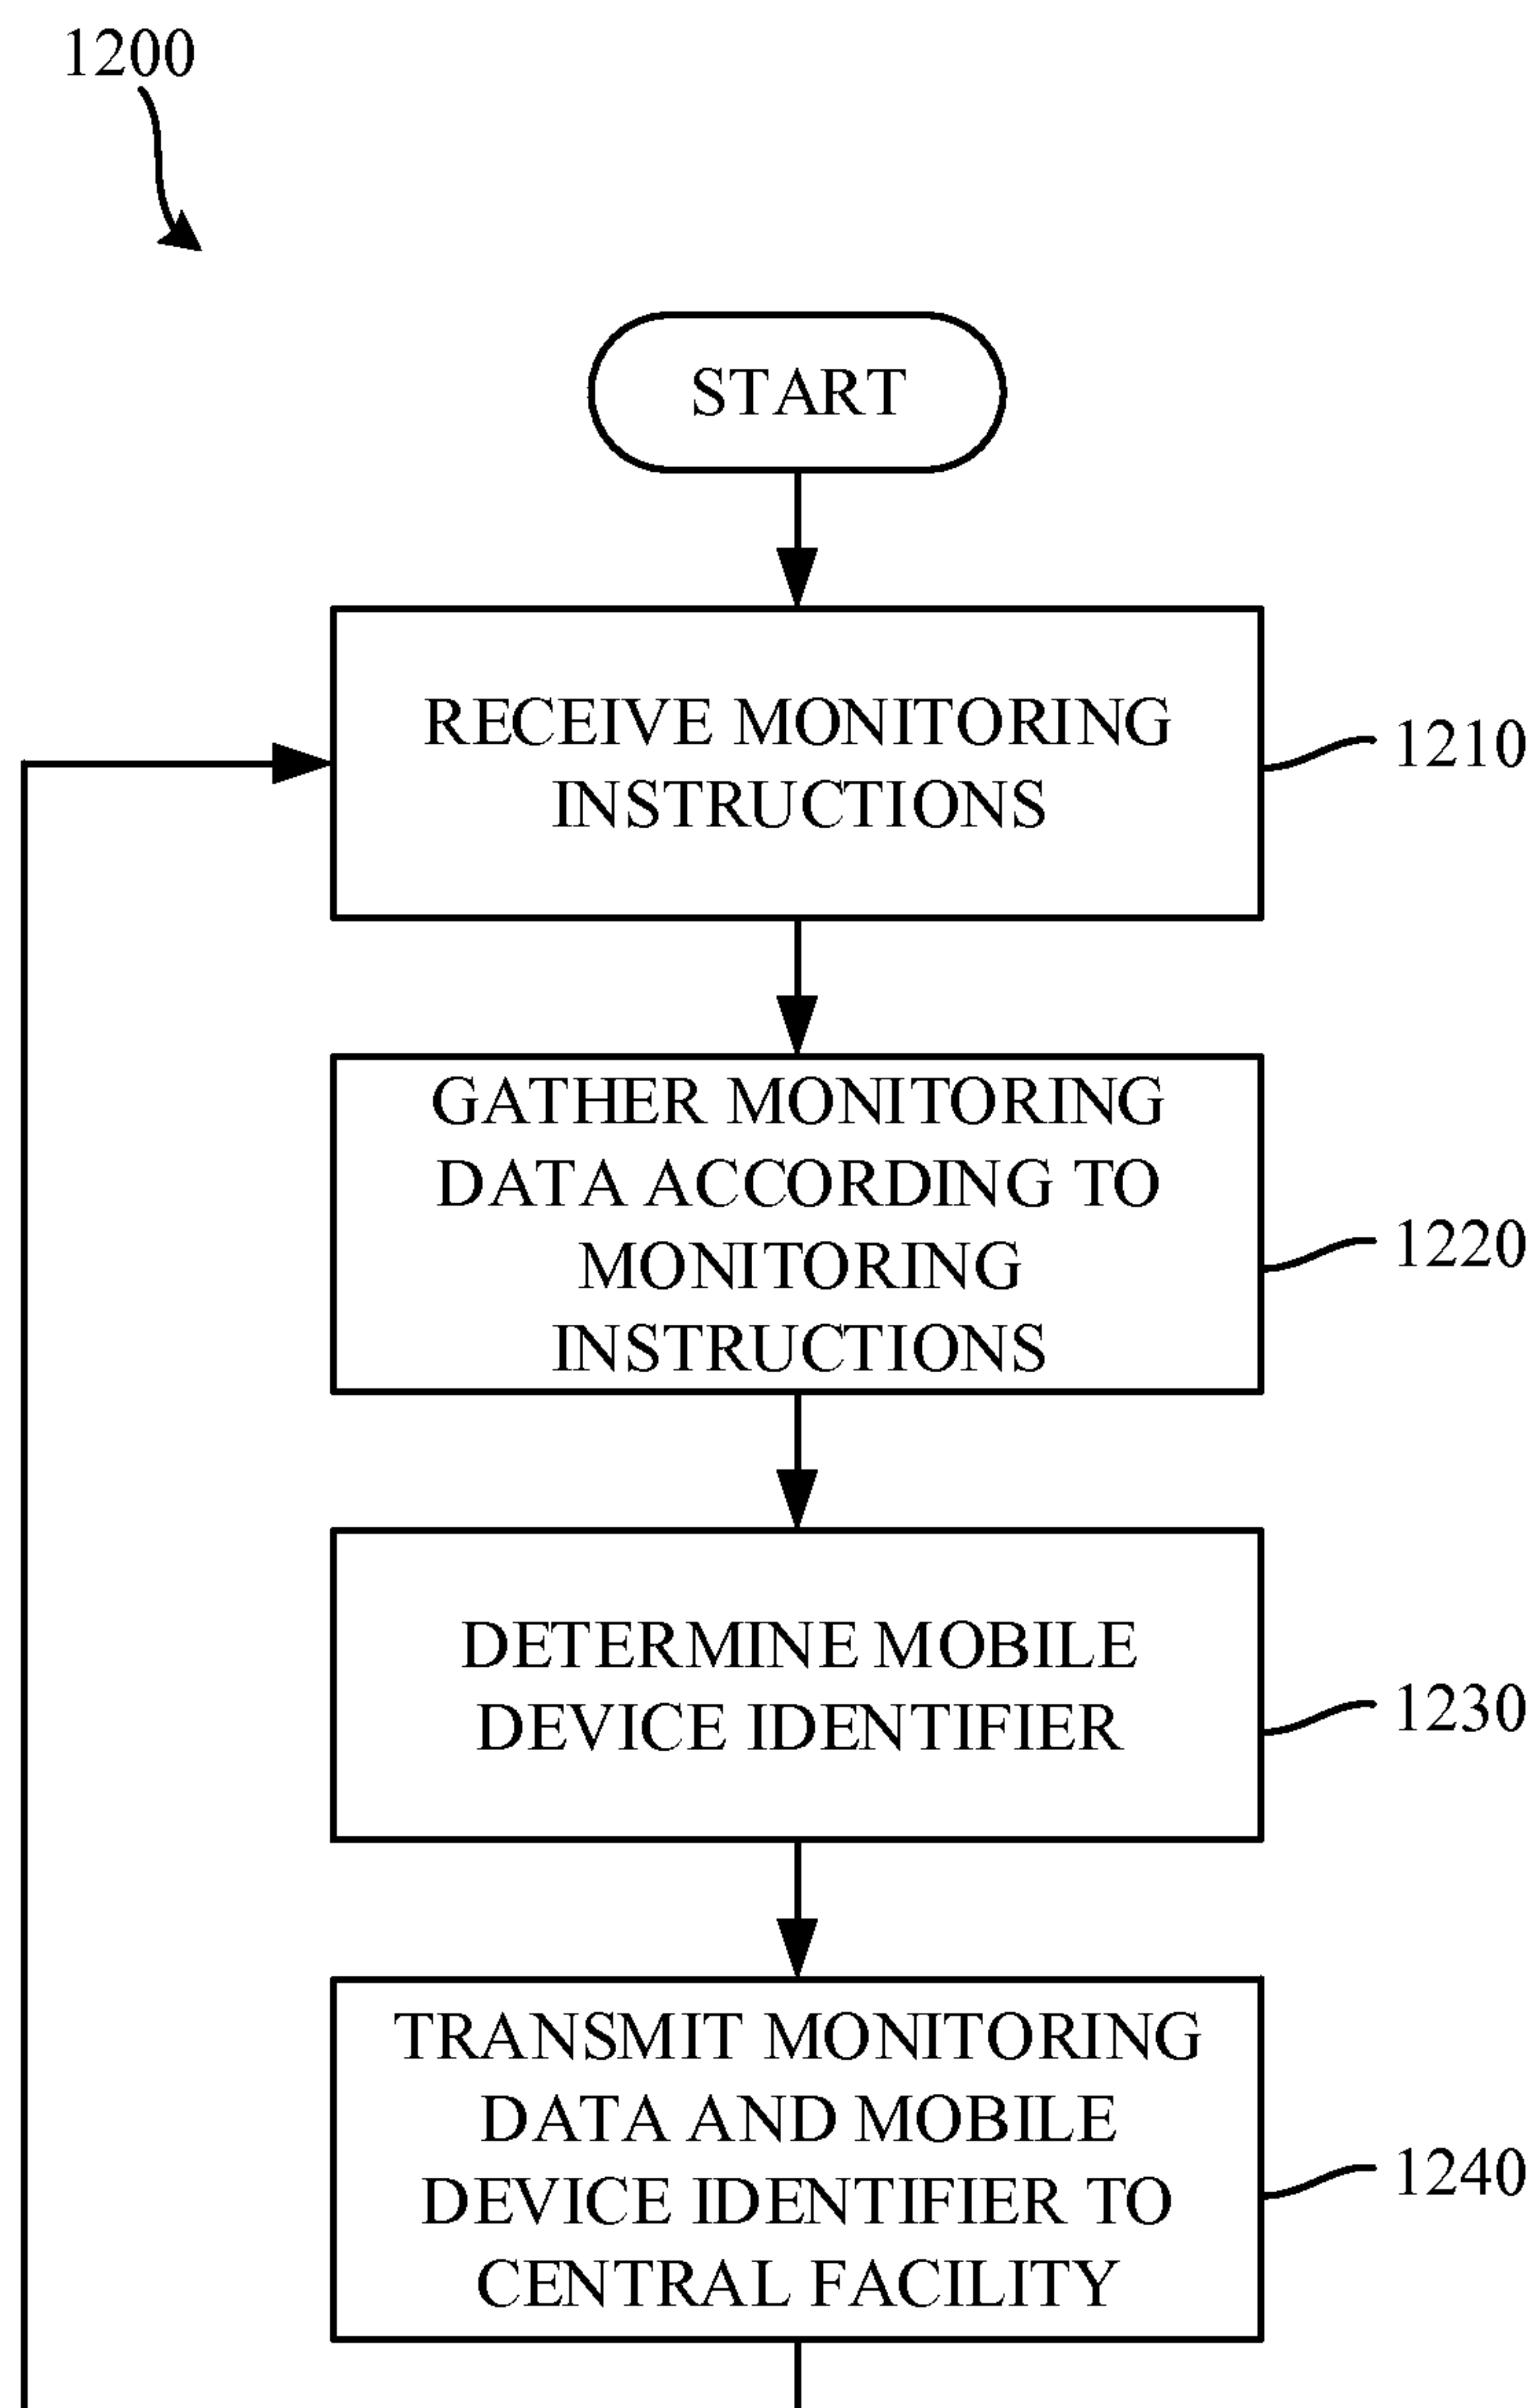 1200
START
RECEIVE MONITORING
INSTRUCTIONS
1210
GATHER MONITORING
DATA ACCORDING TO
MONITORING
INSTRUCTIONS
1220
DETERMINE MOBILE
DEVICE IDENTIFIER
1230
TRANSMIT MONITORING
DATA AND MOBILE
DEVICE IDENTIFIER TO
CENTRAL FACILITY
1240